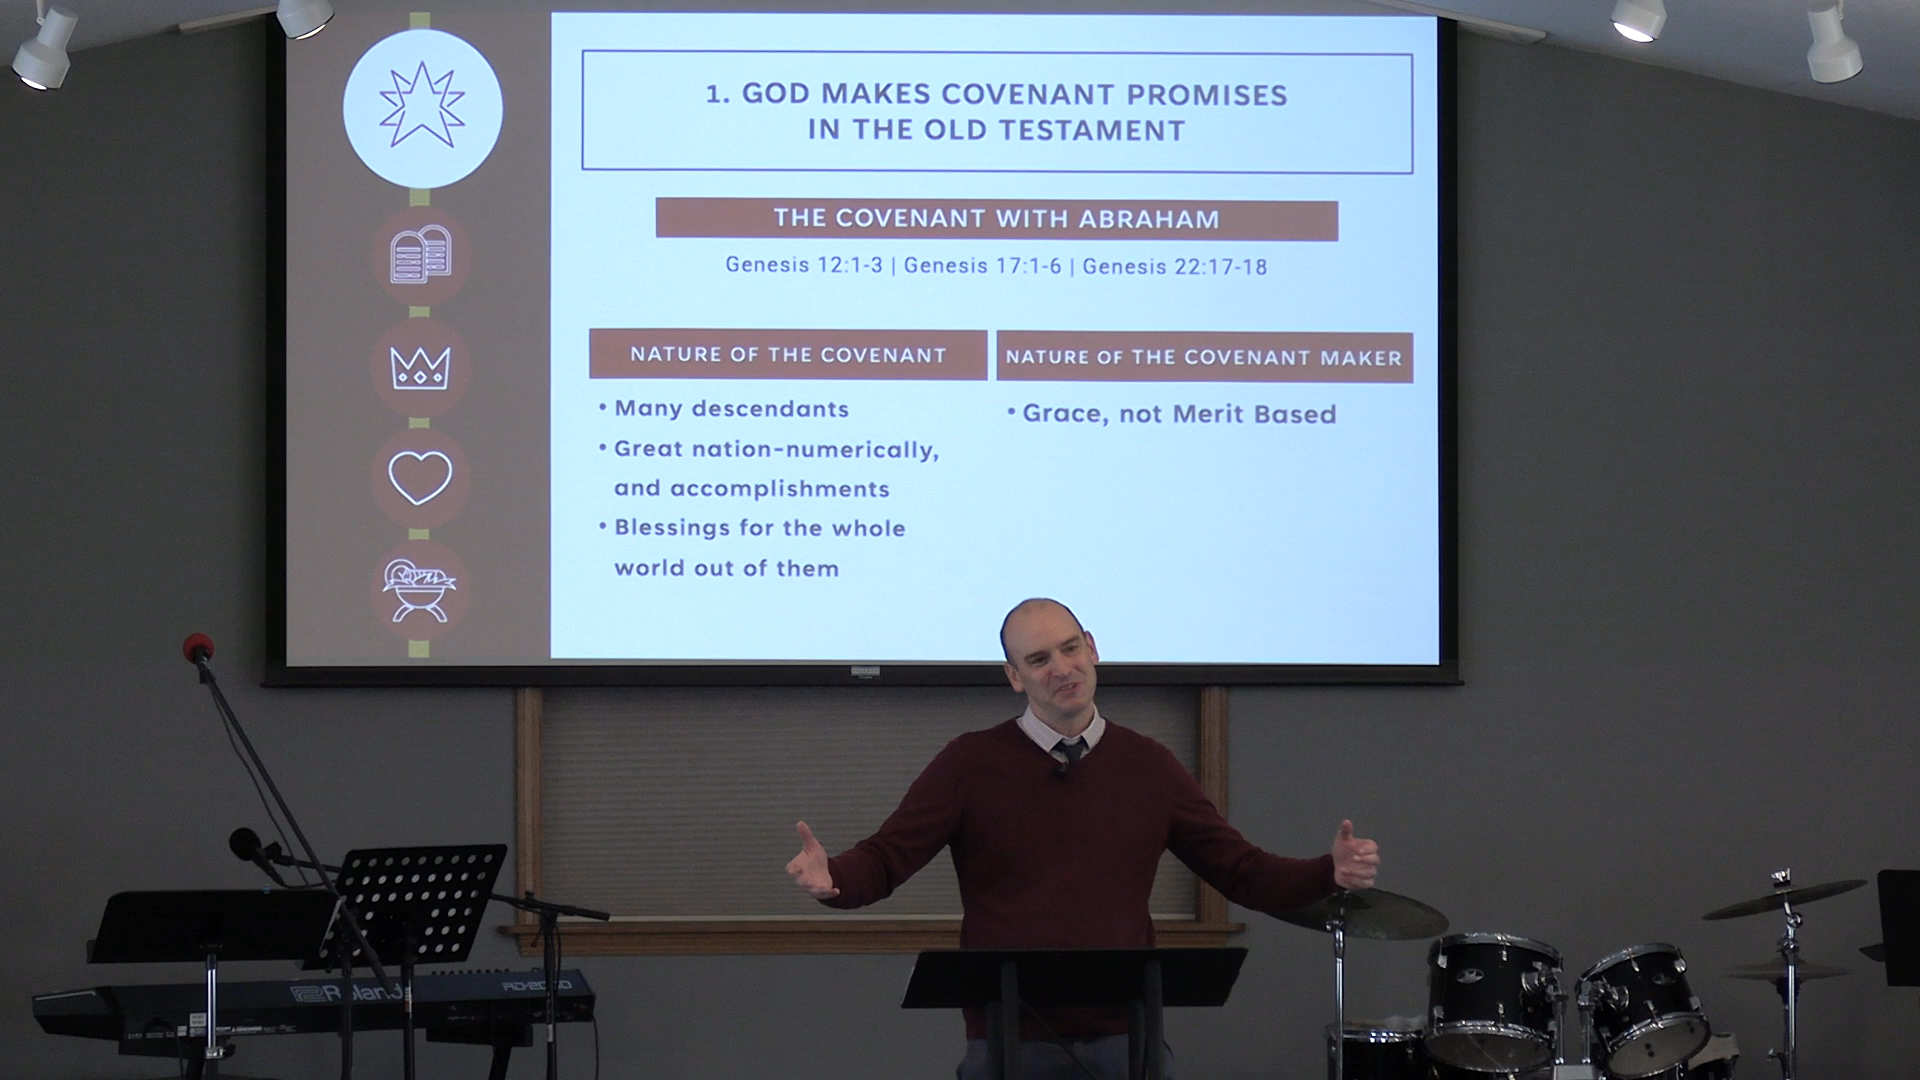 1. GOD MAKES COVENANT PROMISES
IN THE OLD TESTAMENT
THE COVENANT WITH ABRAHAM
Genesis 12:1-3 | Genesis 17:1-6 | Genesis 22:17-18
NATURE OF THE COVENANT
• Many descendants
• Great nation-numerically,
and accomplishments
• Blessings for the whole
world out of them
NATURE OF THE COVENANT MAKER
• Grace, not Merit Based
Roland